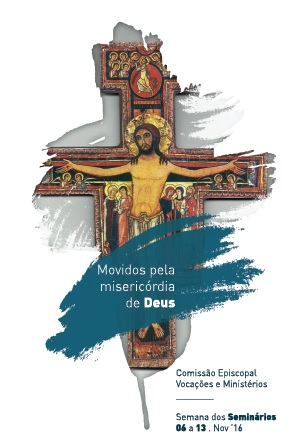 Movidos pela
misericórdia
de Deus
Comissão Episcopal
Vocações e Ministérios
Semana dos Seminários
06 a 13 . Nov '16